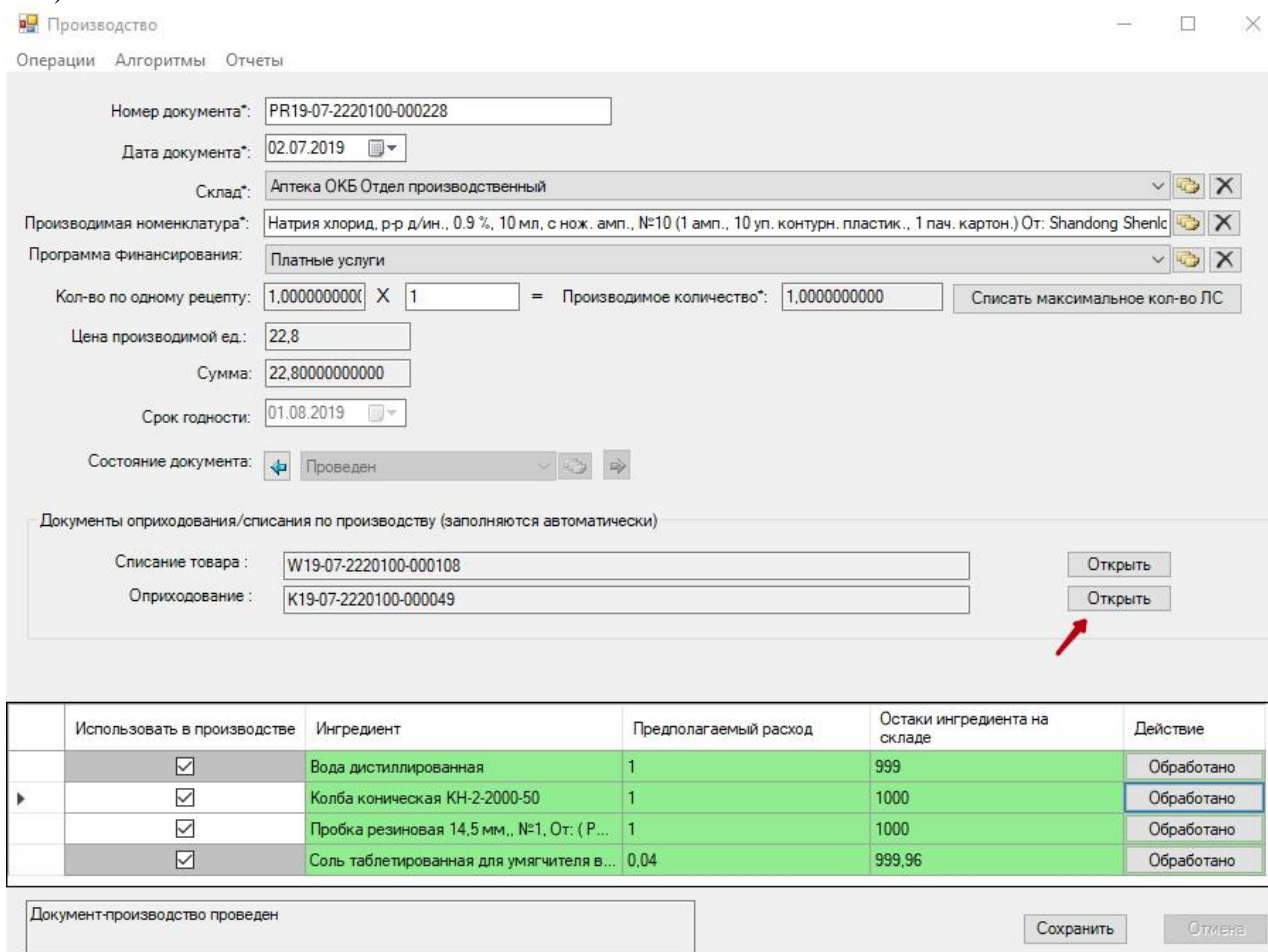 Производство
Операции Алгоритмы Отчеты
Номер документа*: PR19-07-2220100-000228
Дата документа*: 02.07.2019
Склад*: Аптека ОКБ Отдел производственный
Производимая номенклатура*: Натрия хлорид, р-р д/ин., 0.9 %, 10 мл, с нож. амп., №10 (1 амп., 10 уп. контурн. пластик., 1 пач. картон.) От: Shandong Shenlc
Программа финансирования: Платные услуги
Кол-во по одному рецепту: 1,000000000( X 1 = Производимое количество*: 1,0000000000 Списать максимальное кол-во ЛС
Цена производимой ед.: 22,8
Сумма: 22,80000000000
Срок годности: 01.08.2019
Состояние документа: Проведен
Документы оприходования/списания по производству (заполняются автоматически)
Списание товара : W19-07-2220100-000108 Открыть
Оприходование : K19-07-2220100-000049 Открыть
Использовать в производстве Ингредиент Предполагаемый расход Остаки ингредиента на складе Действие
Вода дистиллированная 1 999 Обработано
Колба коническая КН-2-2000-50 1 1000 Обработано
Пробка резиновая 14,5 мм,, №1, От: ( Р... 1 1000 Обработано
Соль таблетированная для умягчителя в... 0,04 999,96 Обработано
Документ-производство проведен
Сохранить Отмена